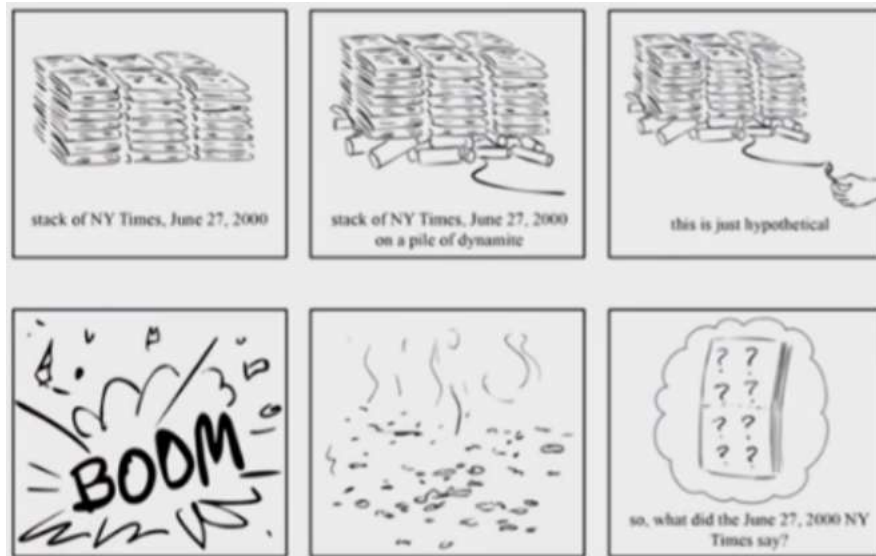 stack of NY Times, June 27, 2000
stack of NY Times, June 27, 2000
on a pile of dynamite
this is just hypothetical
BOOM
? ?
? ?
? ?
? ?
so, what did the June 27, 2000 NY
Times say?